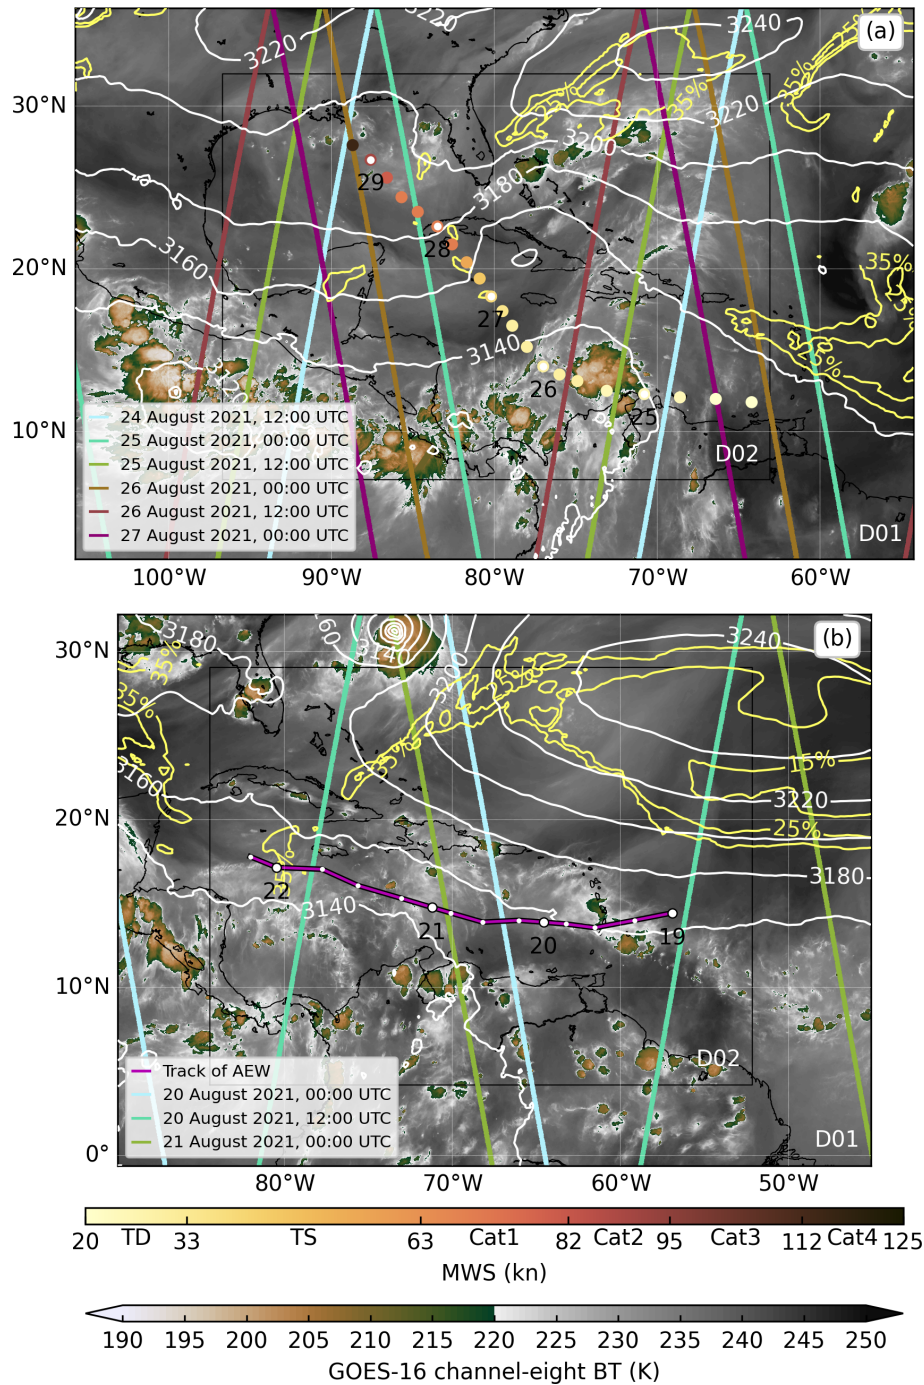 (a)
3220
3220
3240
35%
25%
35%
3220
30°N
3200
29
3180
28
3160
20°N
35%
25%
27
3140
26
25
10°N
24 August 2021, 12:00 UTC
25 August 2021, 00:00 UTC
25 August 2021, 12:00 UTC
26 August 2021, 00:00 UTC
26 August 2021, 12:00 UTC
27 August 2021, 00:00 UTC
D02
D01
100°W 90°W 80°W 70°W 60°W
(b)
3180
3140
3240
30°N
35%
3200
35%
3160
15%
3220
20°N
25%
3180
22
3140
21
20
19
10°N
D02
Track of AEW
20 August 2021, 00:00 UTC
20 August 2021, 12:00 UTC
21 August 2021, 00:00 UTC
D01
0°
80°W 70°W 60°W 50°W
20 TD 33 TS 63 Cat1 82 Cat2 95 Cat3 112 Cat4 125
MWS (kn)
190 195 200 205 210 215 220 225 230 235 240 245 250
GOES-16 channel-eight BT (K)